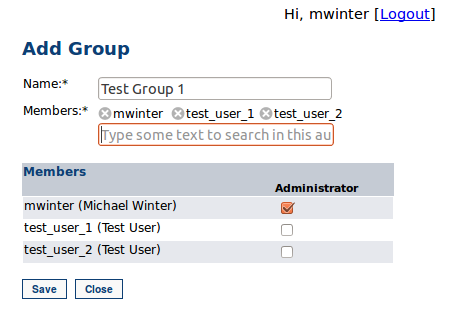 Hi, mwinter [Logout]
Add Group
Name:* Test Group 1
Members:* mwinter test_user_1 test_user_2
Type some text to search in this au
Members
Administrator
mwinter (Michael Winter)
test_user_1 (Test User)
test_user_2 (Test User)
Save Close